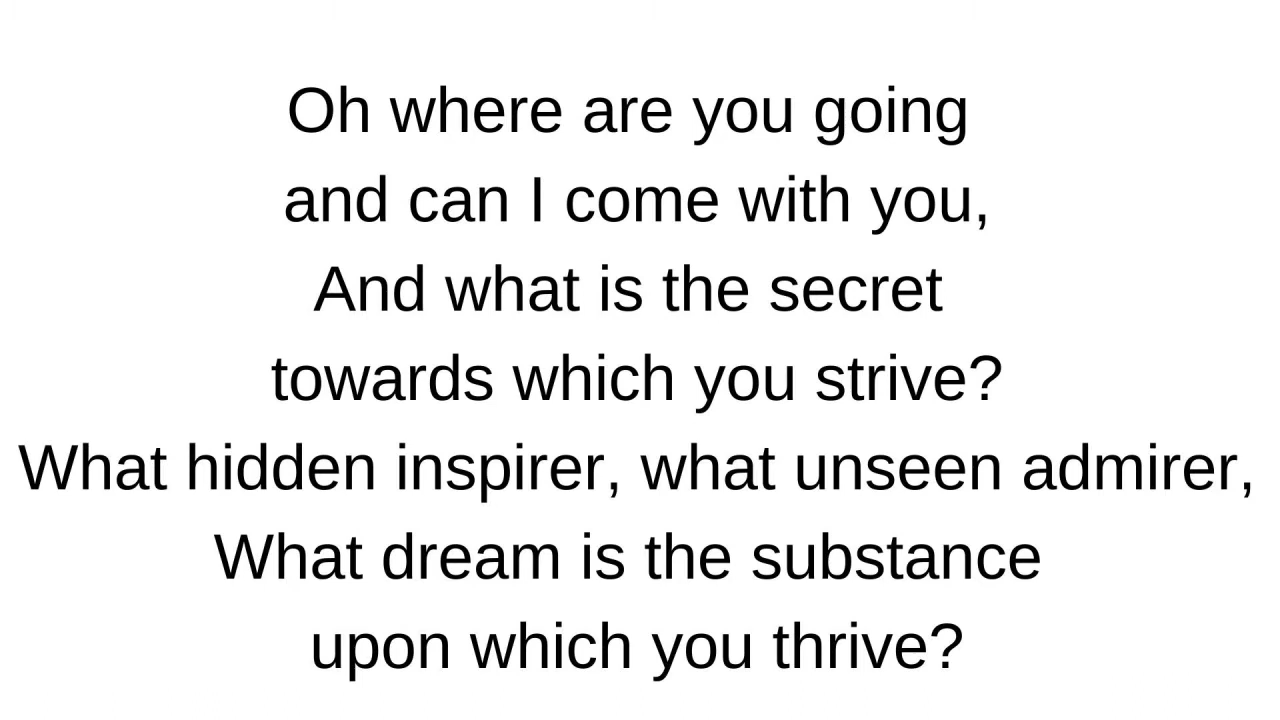 Oh where are you going
and can I come with you,
And what is the secret
towards which you strive?
What hidden inspirer, what unseen admirer,
What dream is the substance
upon which you thrive?